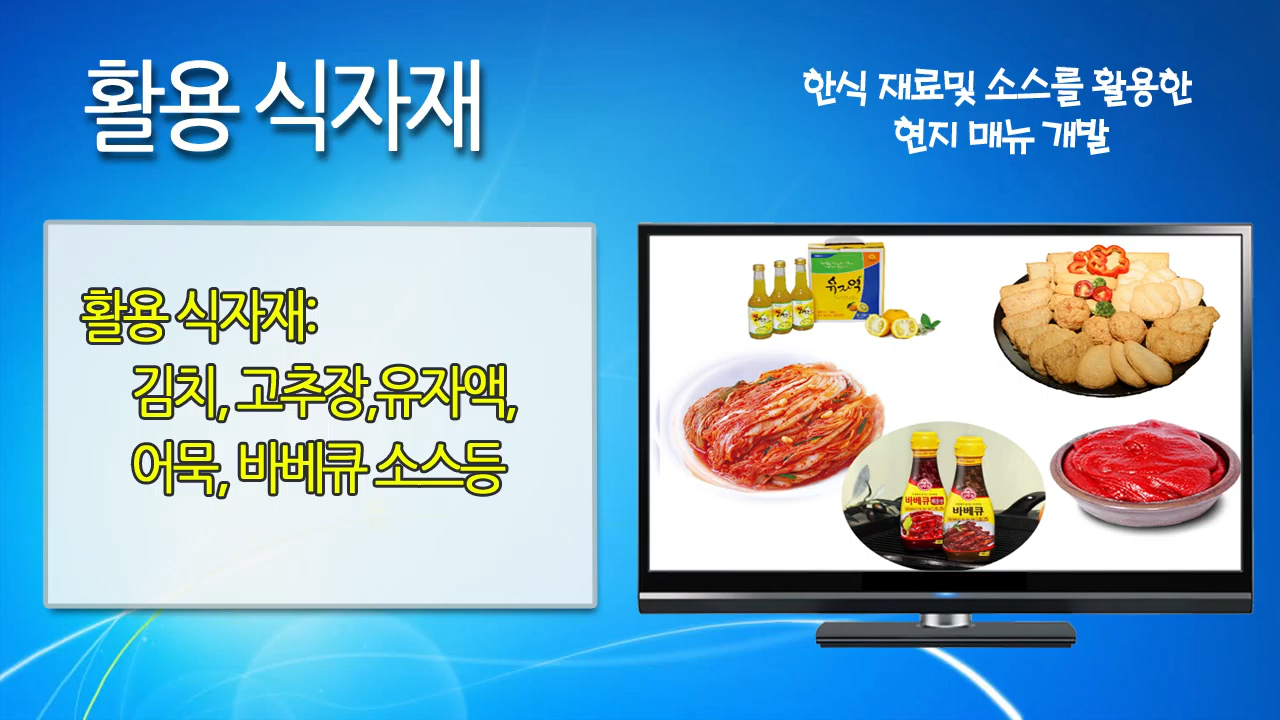 활용 식자재
한식 재료및 소스를 활용한
현지 매뉴 개발
활용 식자재:
김치, 고추장,유자액,
어묵, 바베큐 소스등
유자액
바베큐
바베큐